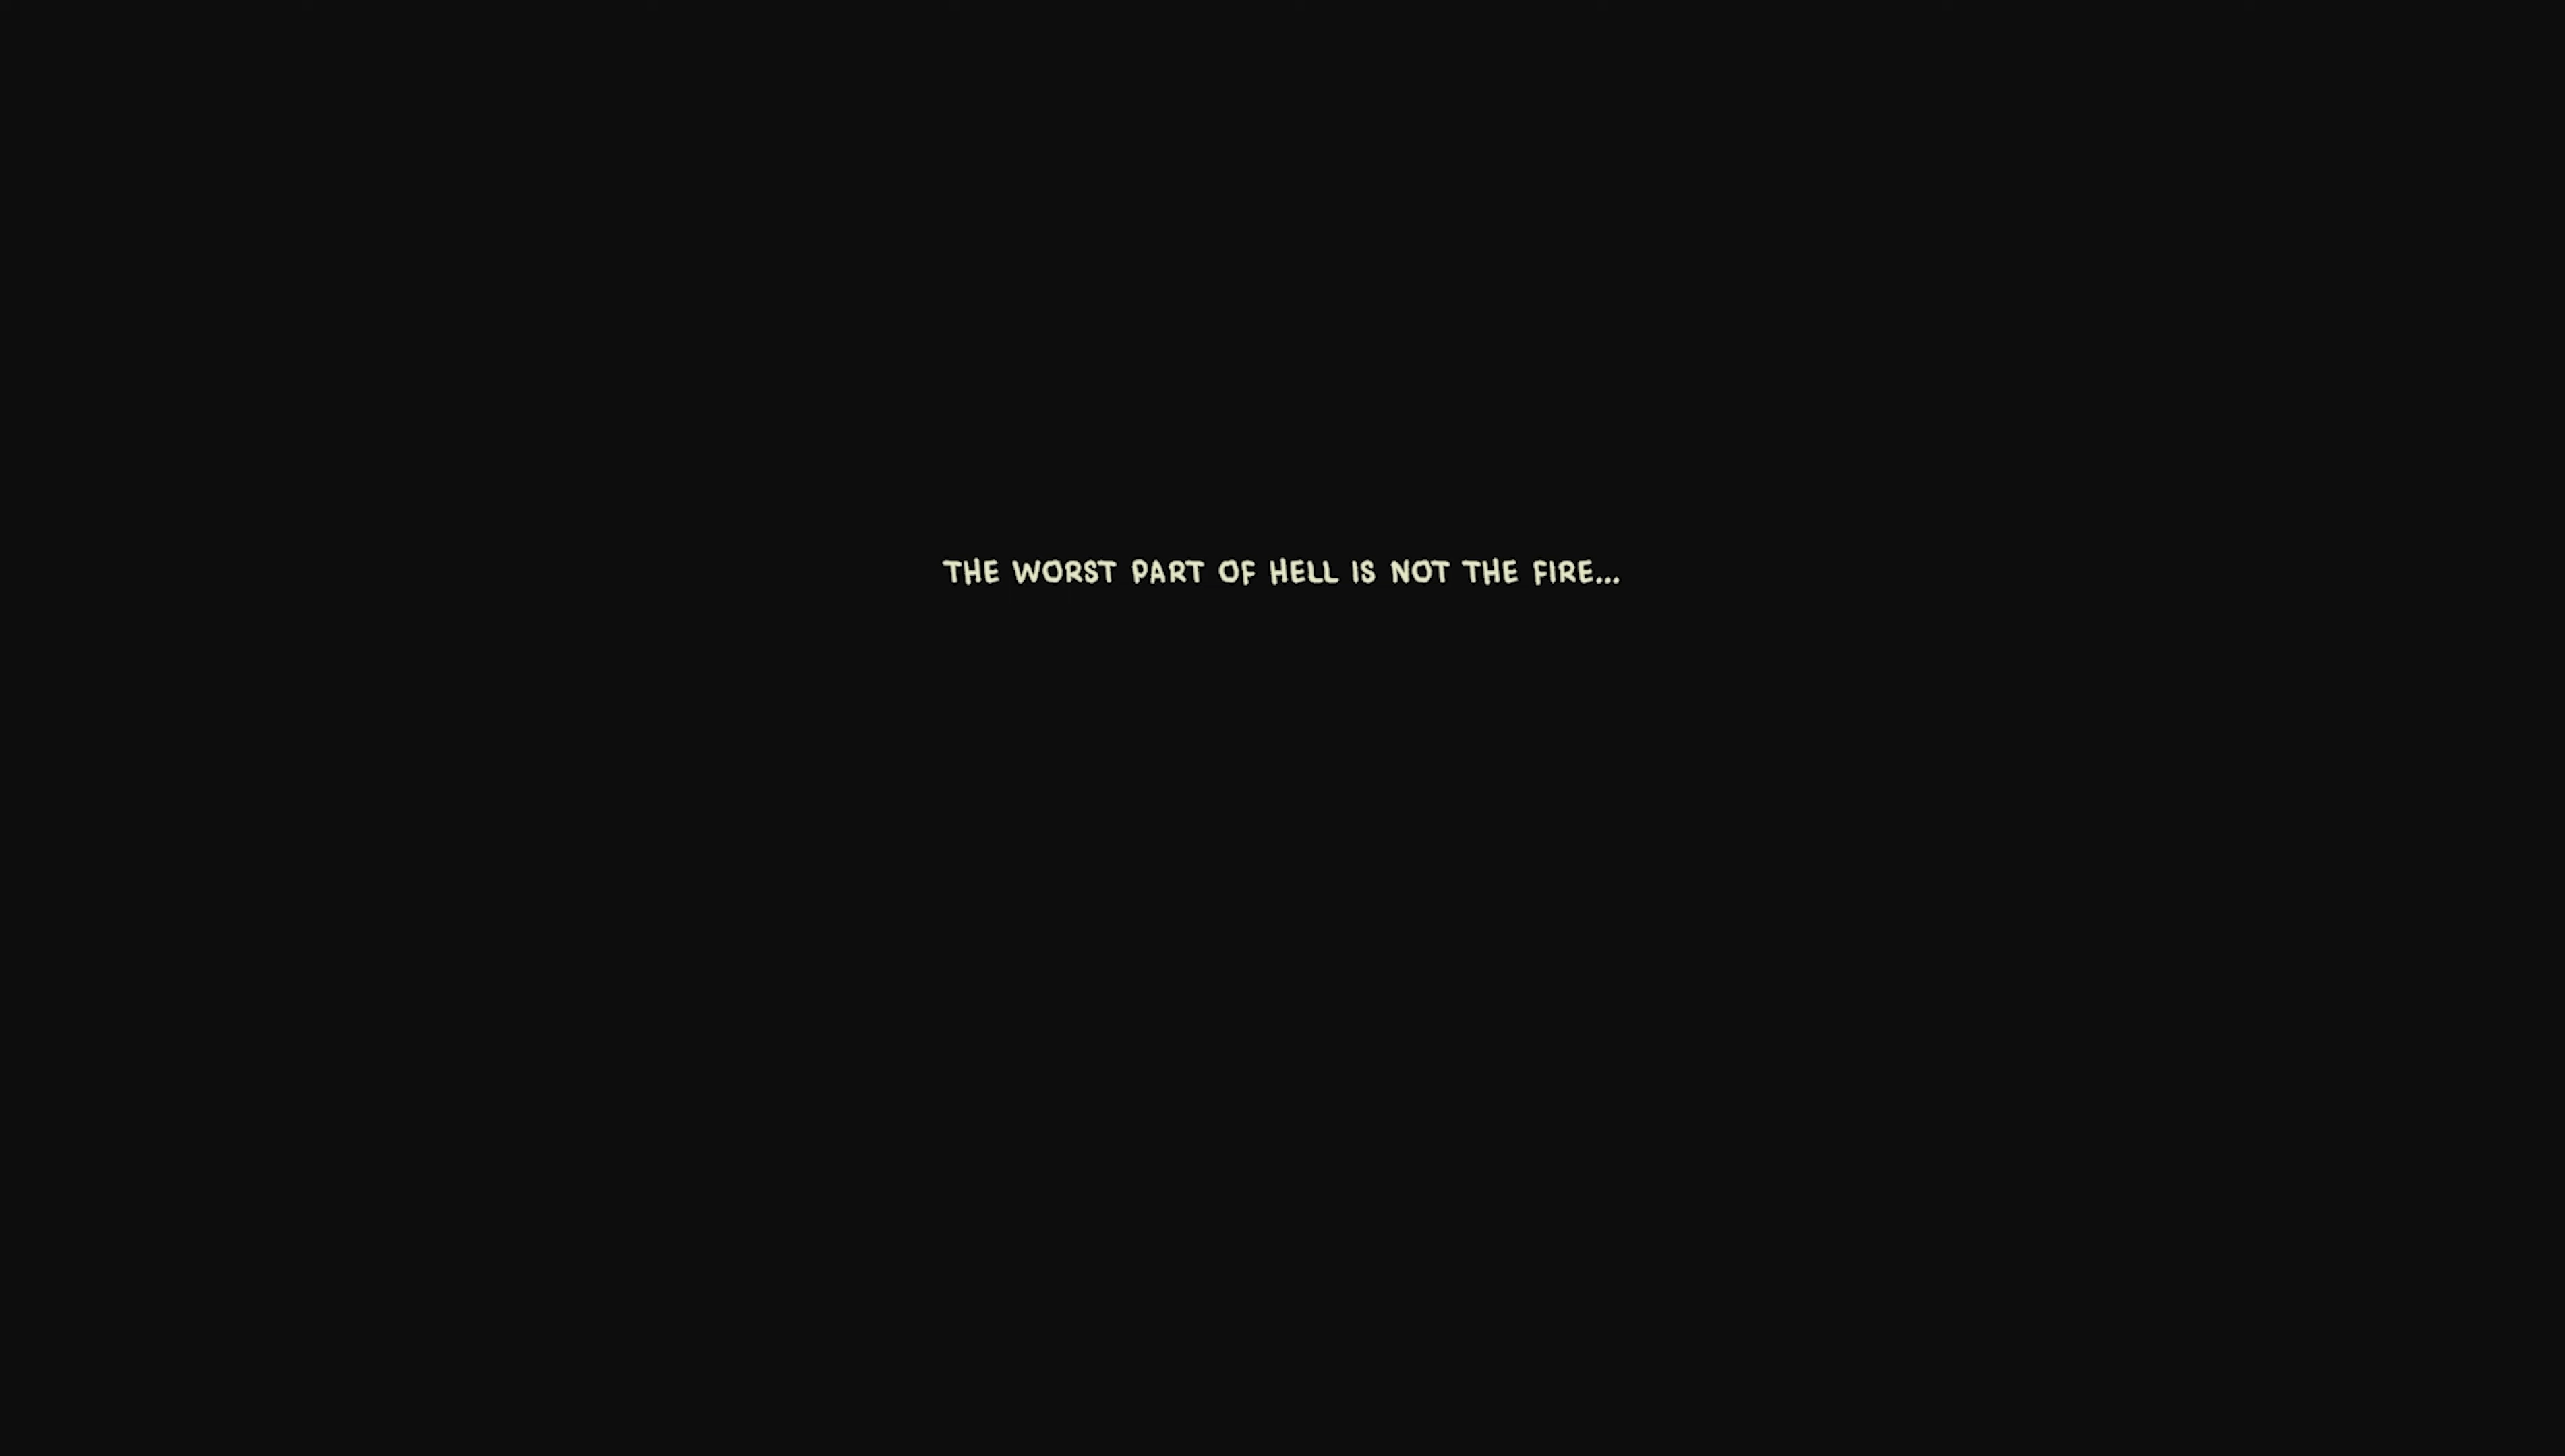 THE WORST PART OF HELL IS NOT THE FIRE...